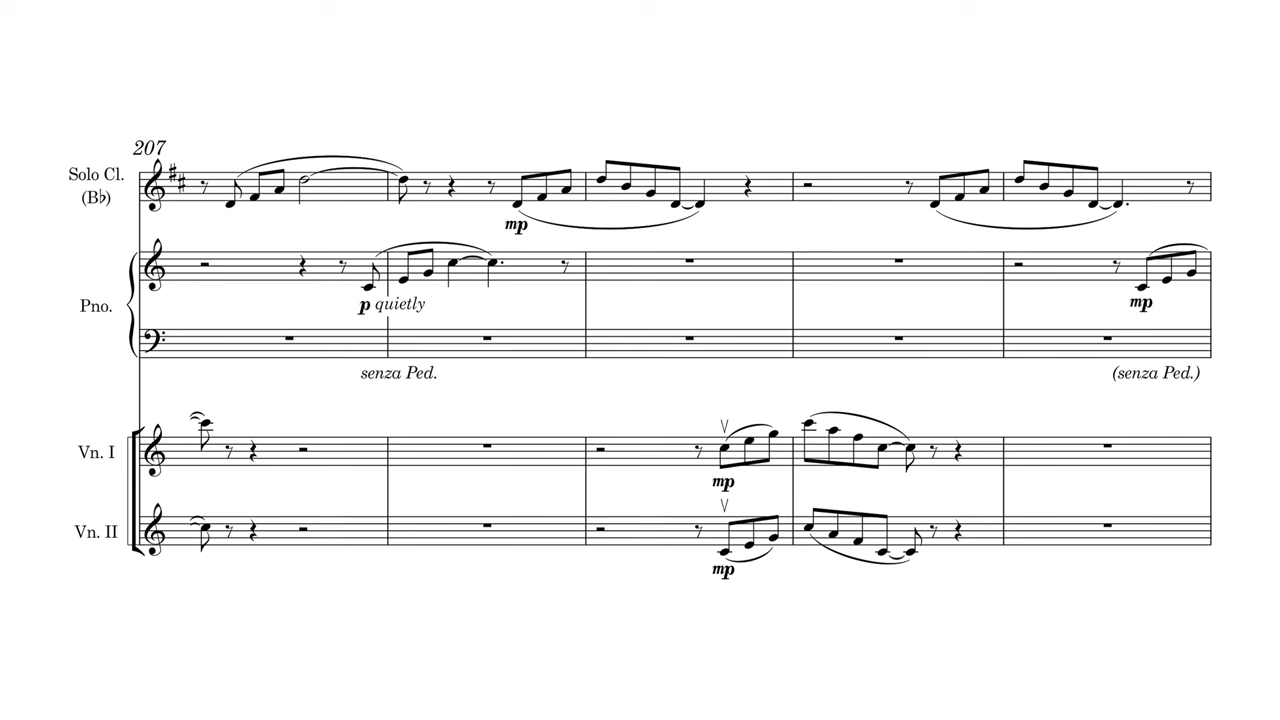 207
Solo Cl.
(B♭)
mp
Pno.
p quietly
mp
senza Ped.
(senza Ped.)
Vn. I
mp
Vn. II
mp